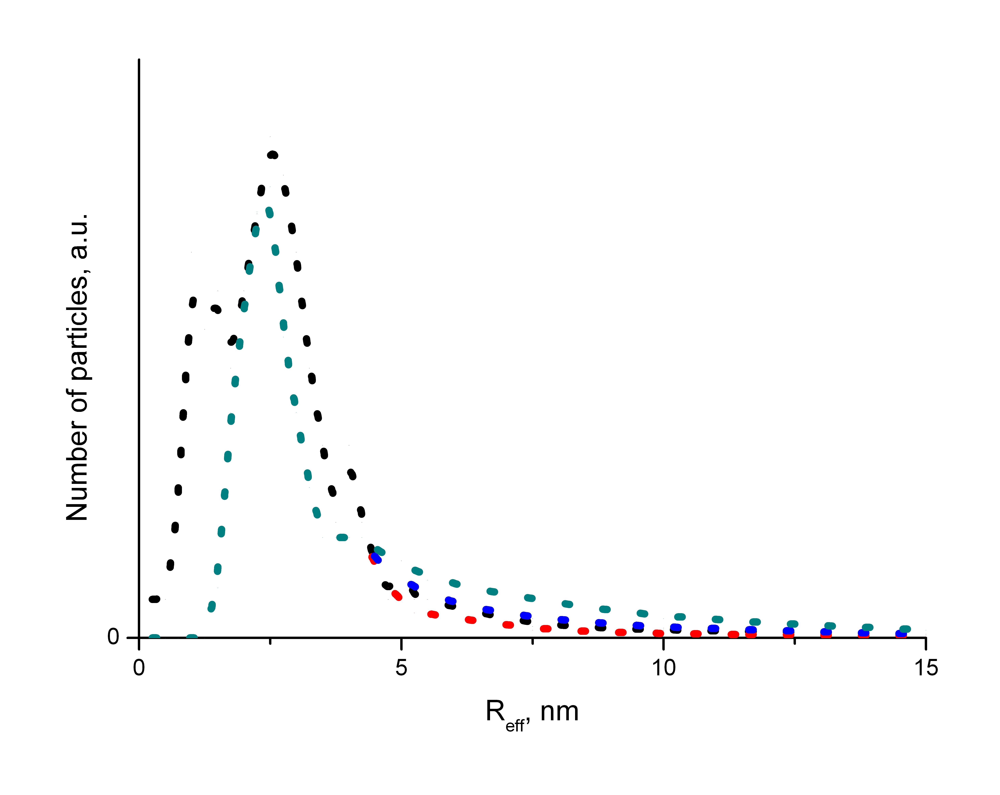 Number of particles, a.u.
0
0 5 10 15
R_eff, nm